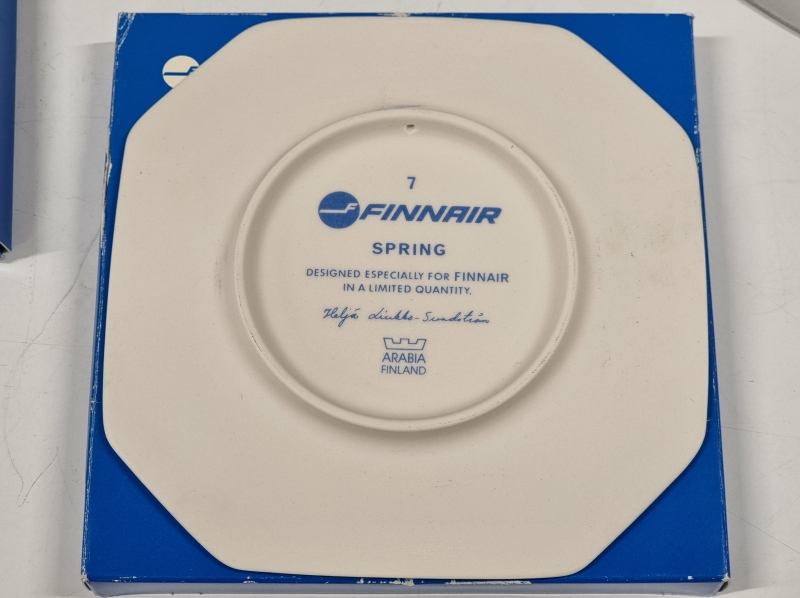 7
FINNAIR
SPRING
DESIGNED ESPECIALLY FOR FINNAIR
IN A LIMITED QUANTITY.
Heljä Liukko-Sundström
ARABIA
FINLAND